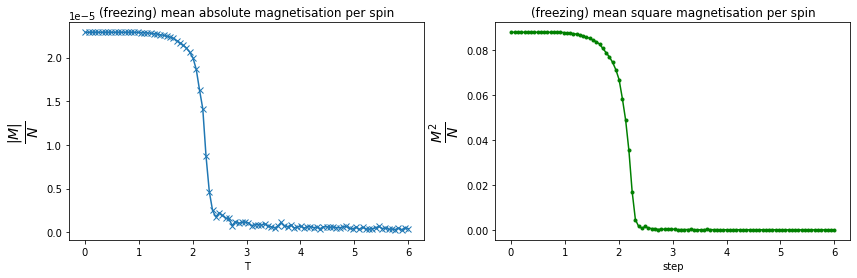 (freezing) mean absolute magnetisation per spin
1e−5
|M|
N
2.0
1.5
1.0
0.5
0.0
0 1 2 3 4 5 6
T
(freezing) mean square magnetisation per spin
M²
N
0.08
0.06
0.04
0.02
0.00
0 1 2 3 4 5 6
step